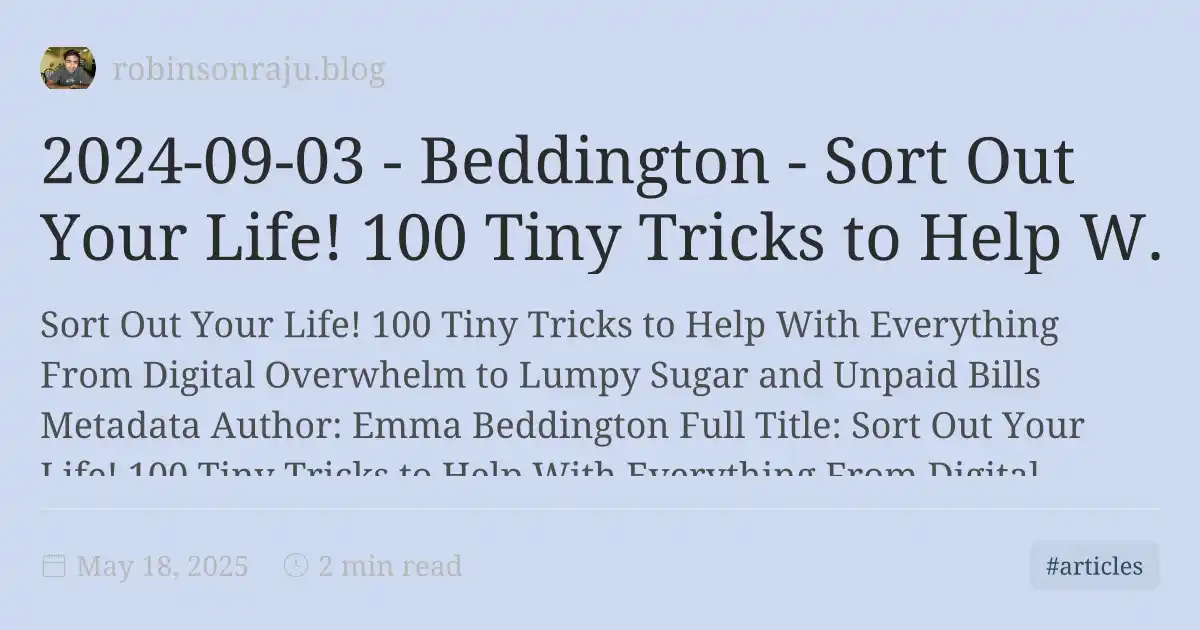 robinsonraju.blog
2024-09-03 - Beddington - Sort Out
Your Life! 100 Tiny Tricks to Help W.
Sort Out Your Life! 100 Tiny Tricks to Help With Everything
From Digital Overwhelm to Lumpy Sugar and Unpaid Bills
Metadata Author: Emma Beddington Full Title: Sort Out Your
Life! 100 Tiny Tricks to Help With Everything From Digital
May 18, 2025 2 min read
#articles